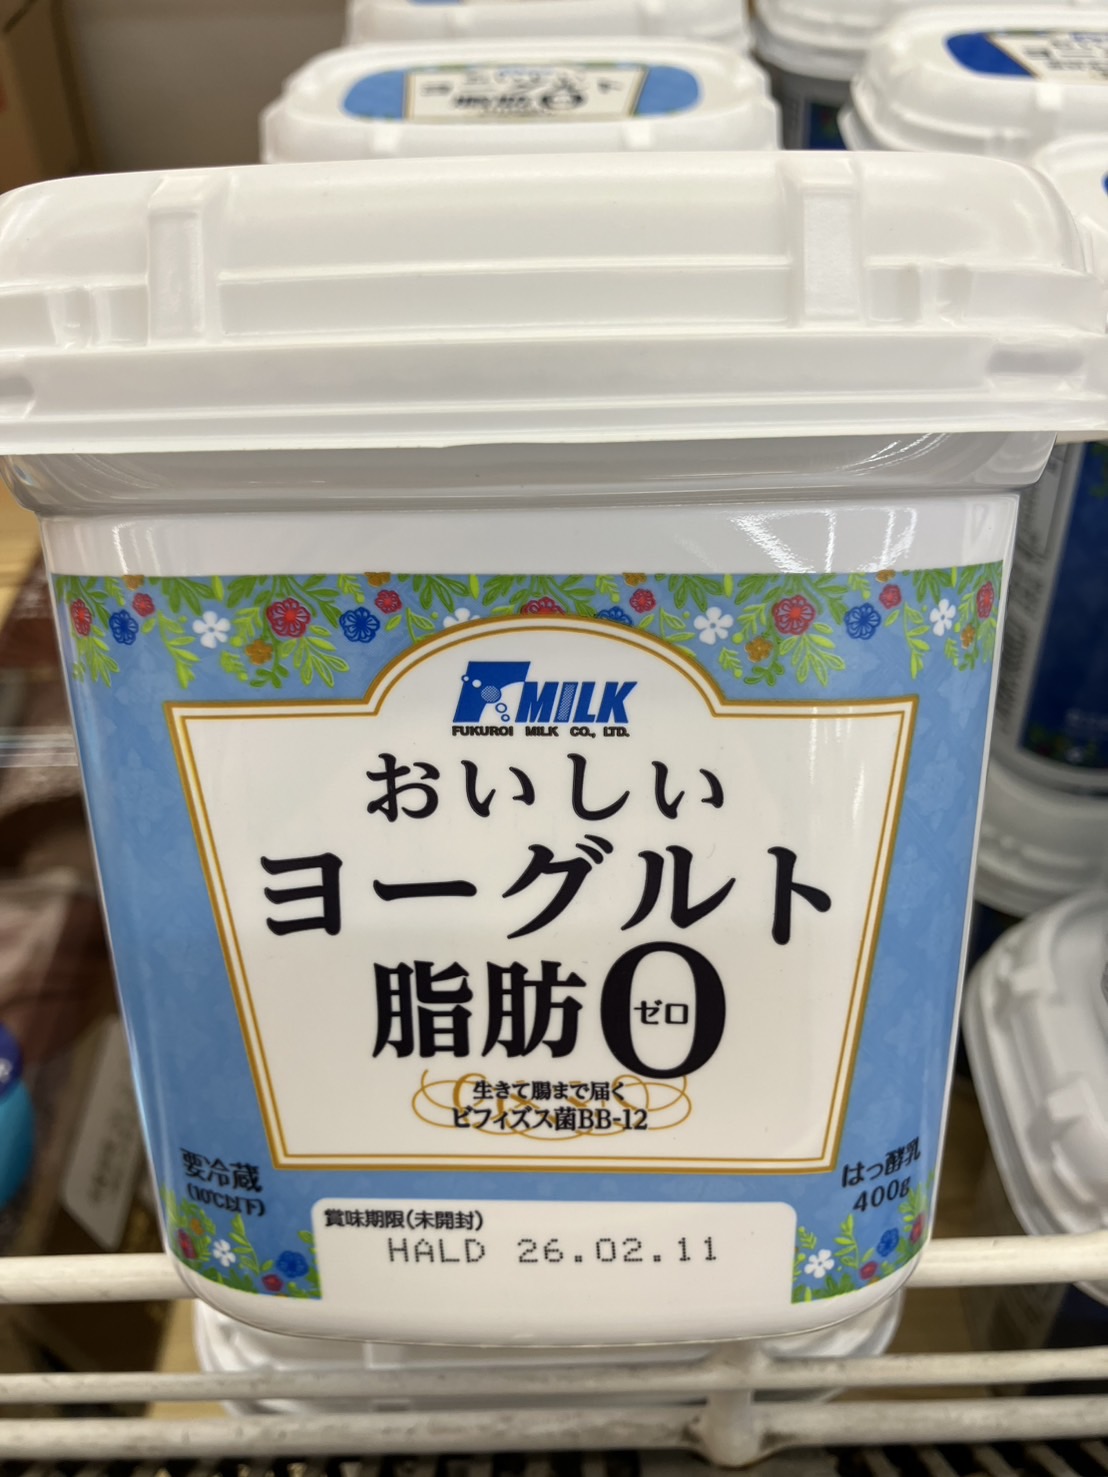 F MILK
FUKUROI MILK CO., LTD.
おいしい
ヨーグルト
脂肪0
ゼロ
生きて腸まで届く
ビフィズス菌BB-12
要冷蔵
(10℃以下)
はっ酵乳
400g
賞味期限(未開封)
HALD 26.02.11